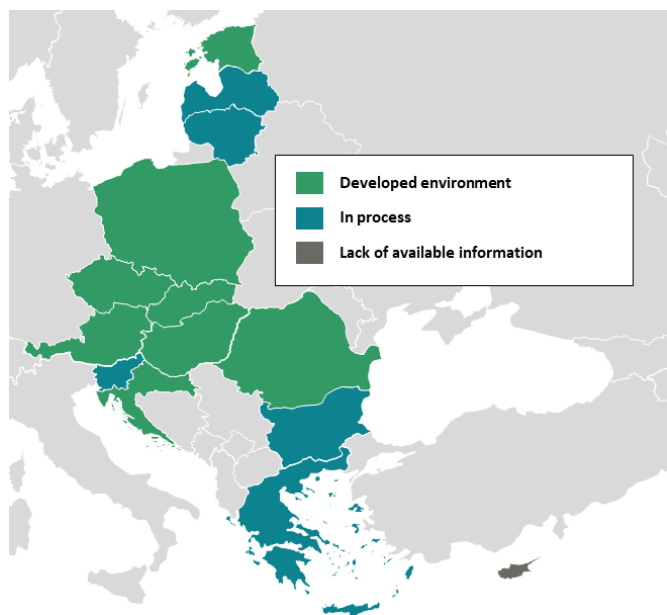 Developed environment
In process
Lack of available information